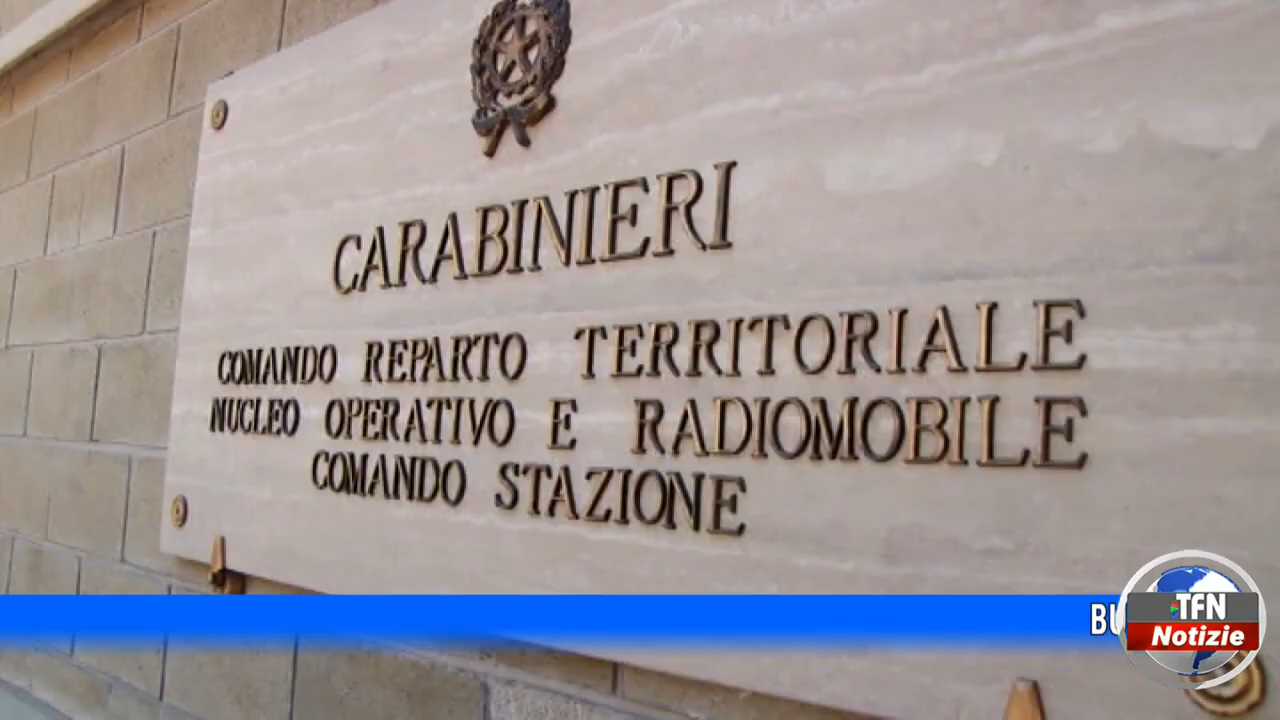 CARABINIERI
COMANDO REPARTO TERRITORIALE
NUCLEO OPERATIVO E RADIOMOBILE
COMANDO STAZIONE
TFN
Notizie